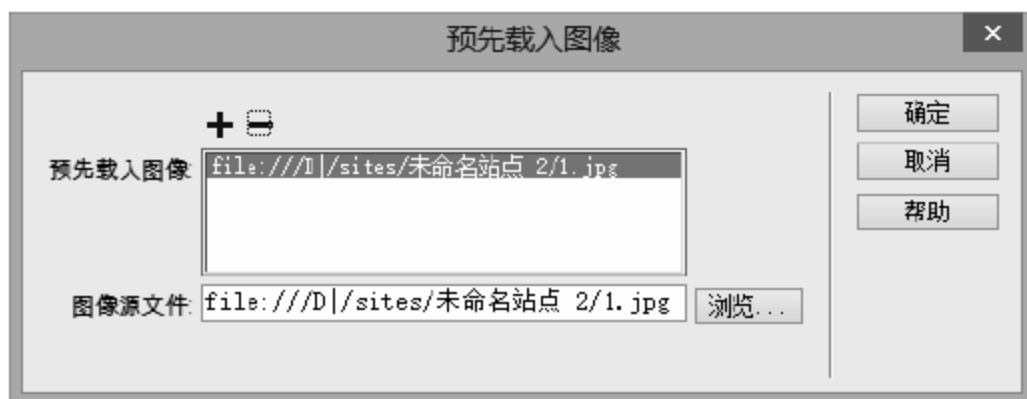 预先载入图像
×
+ -
预先载入图像:
file:///D|/sites/未命名站点 2/1.jpg
图像源文件:
file:///D|/sites/未命名站点 2/1.jpg
浏览...
确定
取消
帮助